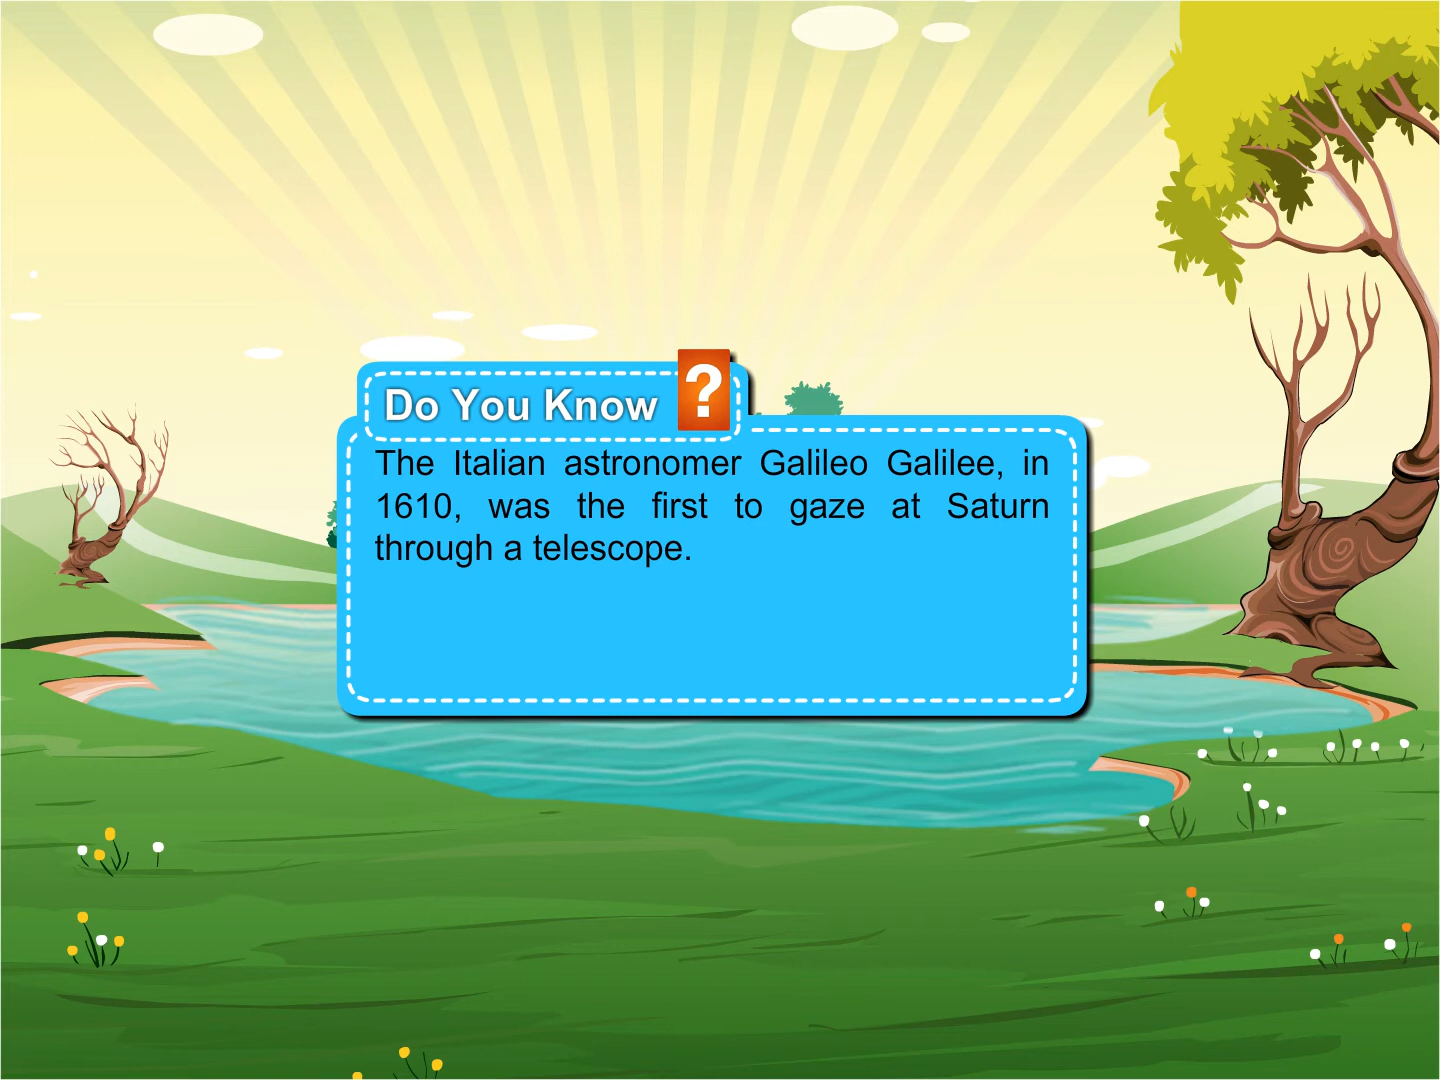 Do You Know ?
The Italian astronomer Galileo Galilee, in
1610, was the first to gaze at Saturn
through a telescope.